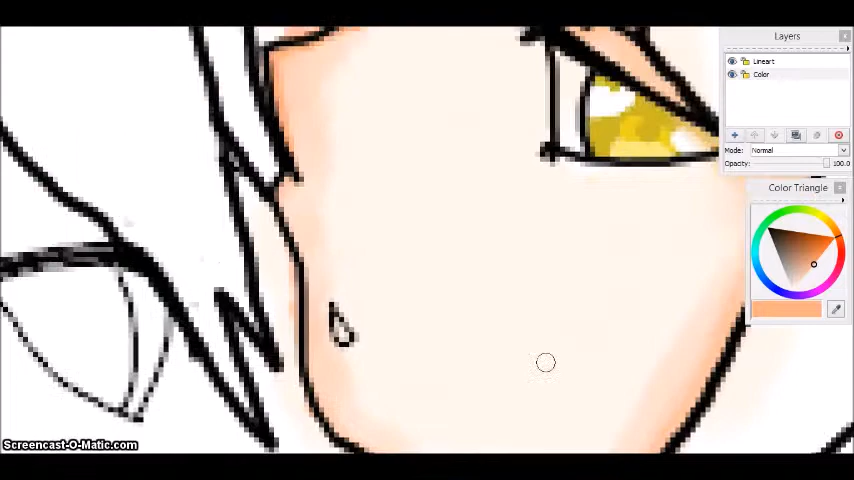 Layers
Lineart
Color
Mode: Normal
Opacity: 100.0
Color Triangle
Screencast-O-Matic.com